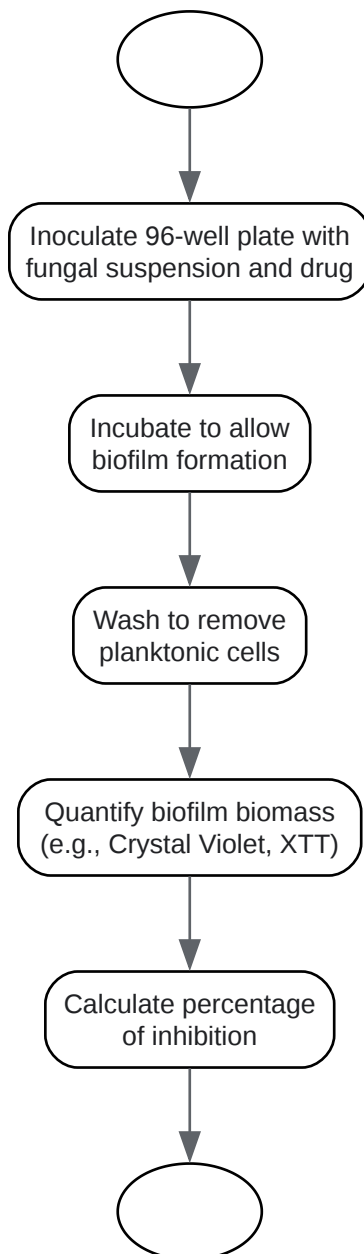 Inoculate 96-well plate with
fungal suspension and drug
Incubate to allow
biofilm formation
Wash to remove
planktonic cells
Quantify biofilm biomass
(e.g., Crystal Violet, XTT)
Calculate percentage
of inhibition